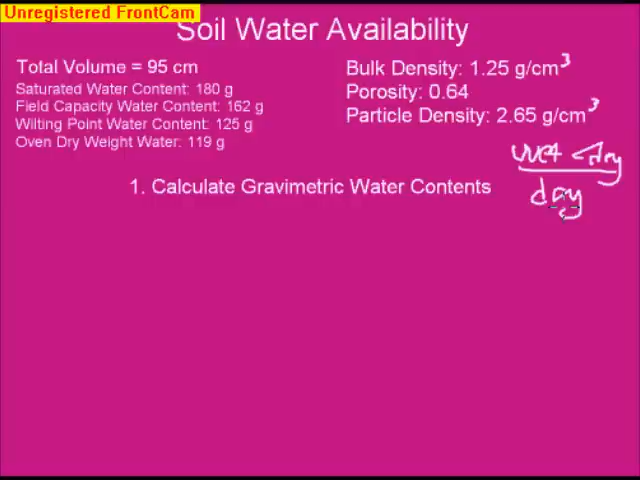 Unregistered FrontCam
Soil Water Availability
Total Volume = 95 cm
Saturated Water Content: 180 g
Field Capacity Water Content: 162 g
Wilting Point Water Content: 125 g
Oven Dry Weight Water: 119 g
Bulk Density: 1.25 g/cm³
Porosity: 0.64
Particle Density: 2.65 g/cm³
wet - dry
dry
1. Calculate Gravimetric Water Contents